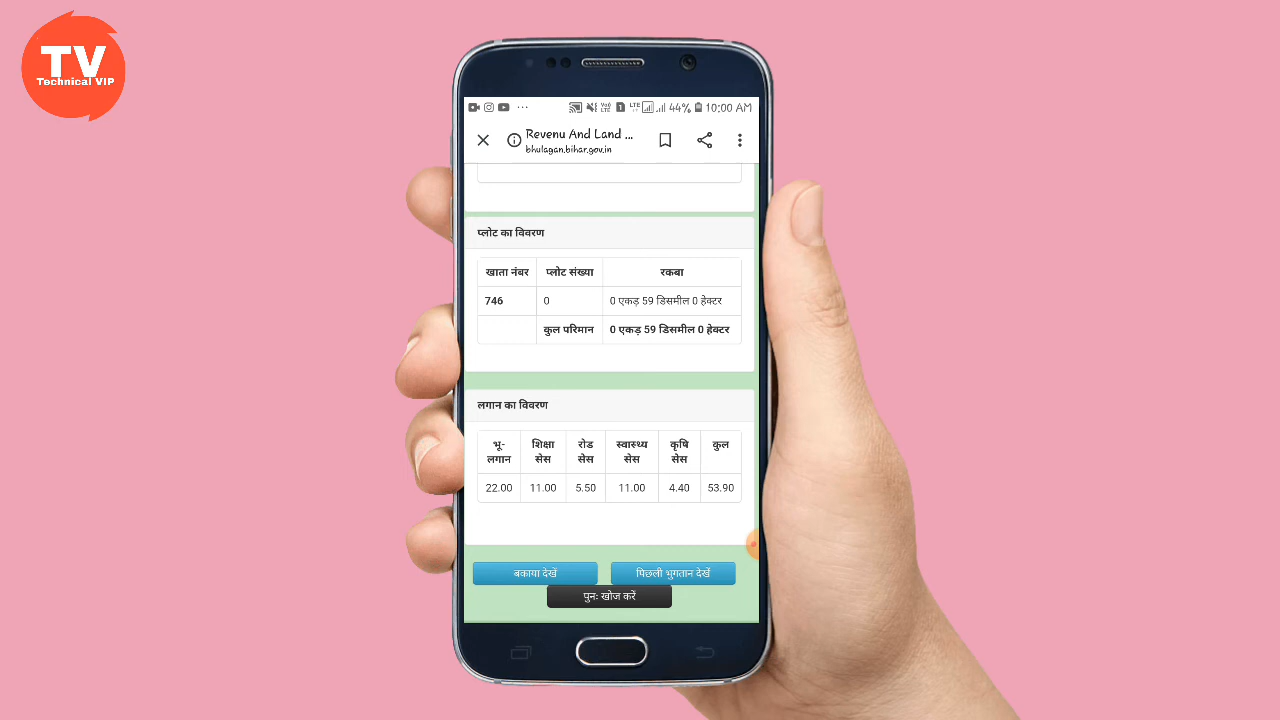 TV
Technical VIP
LTE 44% 10:00 AM
Revenu And Land ...
bhulagan.bihar.gov.in
प्लोट का विवरण
खाता नंबर प्लोट संख्या रकबा
746 0 0 एकड़ 59 डिसमील 0 हेक्टर
कुल परिमान 0 एकड़ 59 डिसमील 0 हेक्टर
लगान का विवरण
भू- शिक्षा रोड स्वास्थ्य कृषि कुल
लगान सेस सेस सेस सेस
22.00 11.00 5.50 11.00 4.40 53.90
बकाया देखें पिछली भुगतान देखें
पुनः खोज करें